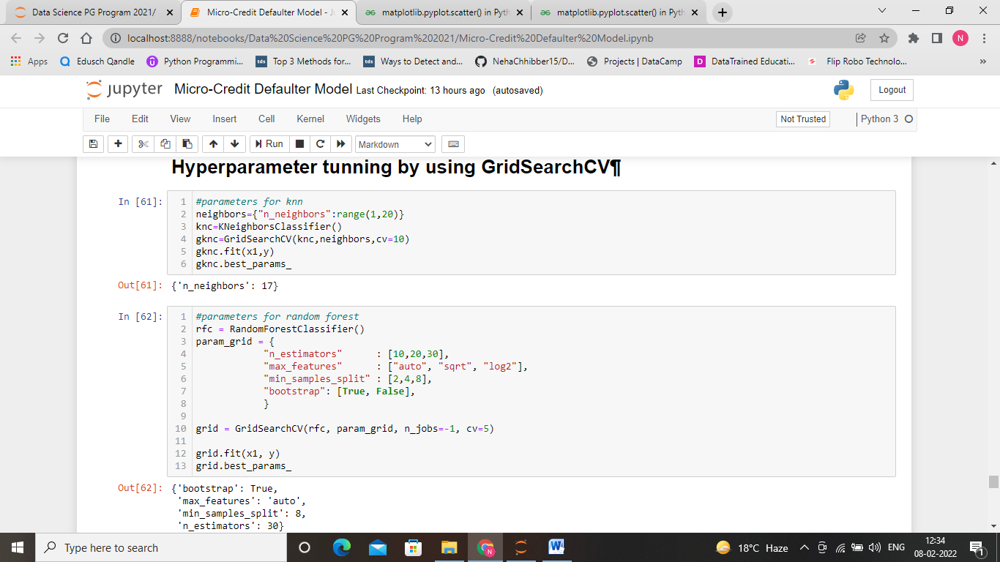 Data Science PG Program 2021/
Micro-Credit Defaulter Model - J
matplotlib.pyplot.scatter() in Pyth
matplotlib.pyplot.scatter() in Pyth
localhost:8888/notebooks/Data%20Science%20PG%20Program%202021/Micro-Credit%20Defaulter%20Model.ipynb
N
Apps
Edusch Qandle
Python Programmi...
tds
Top 3 Methods for...
tds
Ways to Detect and...
NehaChhibber15/D...
Projects | DataCamp
D
DataTrained Educati...
Flip Robo Technolo...
»
jupyter
Micro-Credit Defaulter Model Last Checkpoint: 13 hours ago (autosaved)
Logout
File Edit View Insert Cell Kernel Widgets Help
Not Trusted
Python 3
Run
Markdown
Hyperparameter tunning by using GridSearchCV¶
In [61]:
1 #parameters for knn
2 neighbors={"n_neighbors":range(1,20)}
3 knc=KNeighborsClassifier()
4 gknc=GridSearchCV(knc,neighbors,cv=10)
5 gknc.fit(x1,y)
6 gknc.best_params_
Out[61]: {'n_neighbors': 17}
In [62]:
1 #parameters for random forest
2 rfc = RandomForestClassifier()
3 param_grid = {
4 "n_estimators" : [10,20,30],
5 "max_features" : ["auto", "sqrt", "log2"],
6 "min_samples_split" : [2,4,8],
7 "bootstrap": [True, False],
8 }
9
10 grid = GridSearchCV(rfc, param_grid, n_jobs=-1, cv=5)
11
12 grid.fit(x1, y)
13 grid.best_params_
Out[62]: {'bootstrap': True,
'max_features': 'auto',
'min_samples_split': 8,
'n_estimators': 30}
Type here to search
N
W
18°C Haze
ENG
12:34
08-02-2022
1